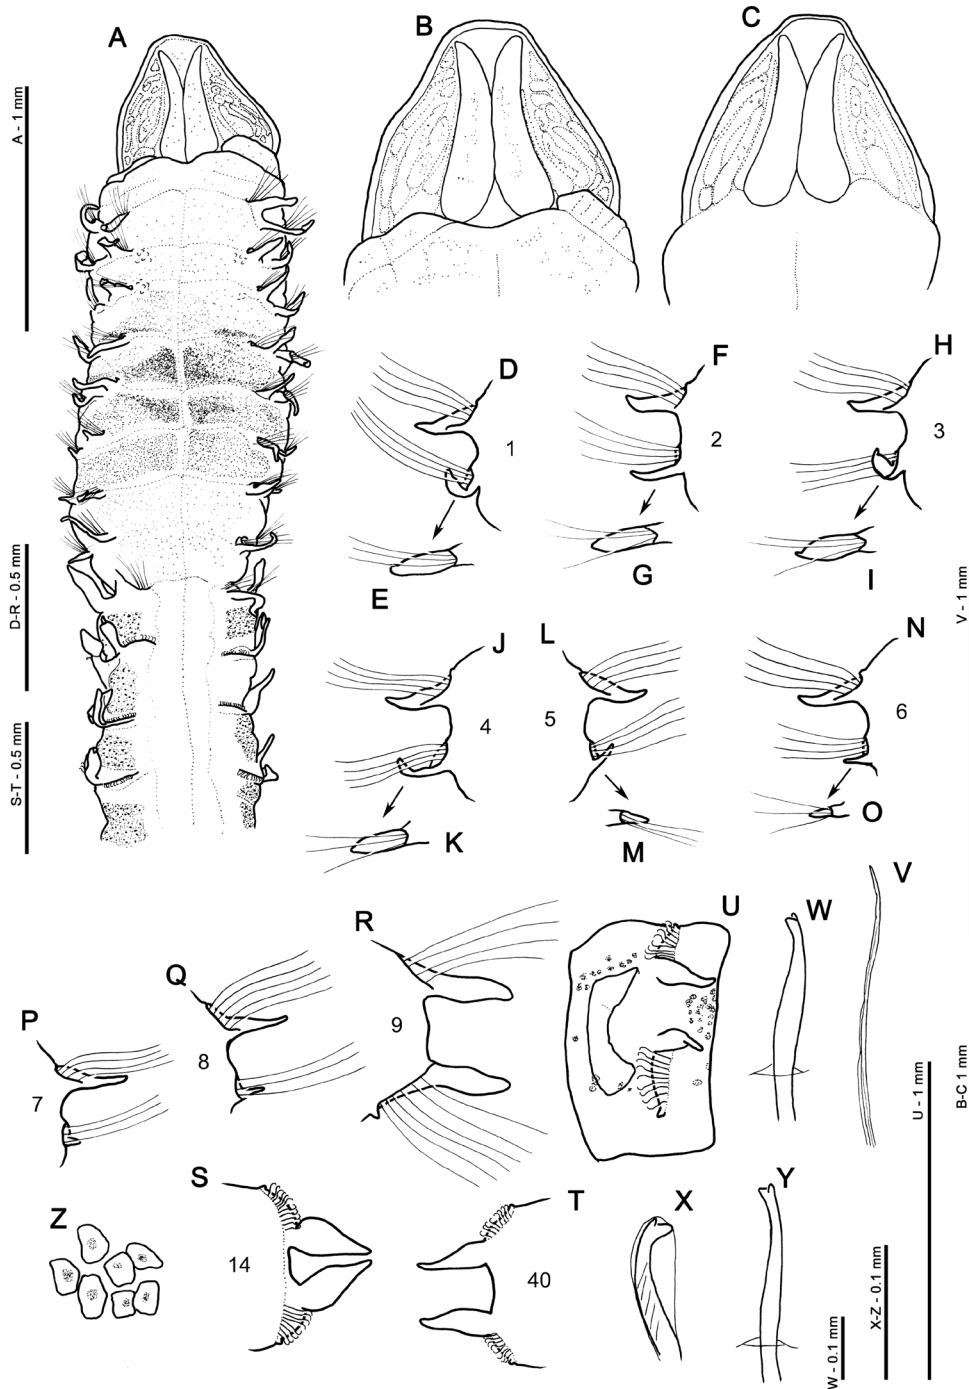 A
B
C
A - 1 mm
D
F
H
1
2
3
E
G
I
D-R - 0.5 mm
V - 1 mm
J
L
N
4
5
6
K
M
O
S-T - 0.5 mm
P
Q
R
U
W
V
7
8
9
B-C 1 mm
U - 1 mm
S
T
X
Y
Z
14
40
X-Z - 0.1 mm
W - 0.1 mm